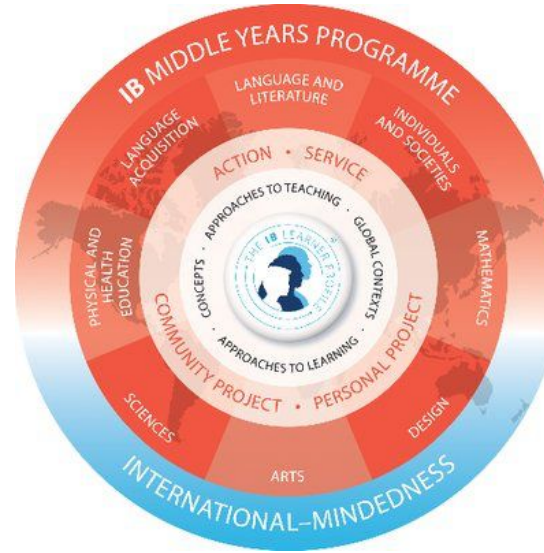 IB MIDDLE YEARS PROGRAMME
LANGUAGE AND
LITERATURE
LANGUAGE
ACQUISITION
INDIVIDUALS
AND SOCIETIES
PHYSICAL AND
HEALTH
EDUCATION
MATHEMATICS
SCIENCES
DESIGN
ARTS
ACTION • SERVICE
COMMUNITY PROJECT • PERSONAL PROJECT
APPROACHES TO TEACHING • GLOBAL CONTEXTS
CONCEPTS • APPROACHES TO LEARNING •
THE IB LEARNER PROFILE
INTERNATIONAL–MINDEDNESS